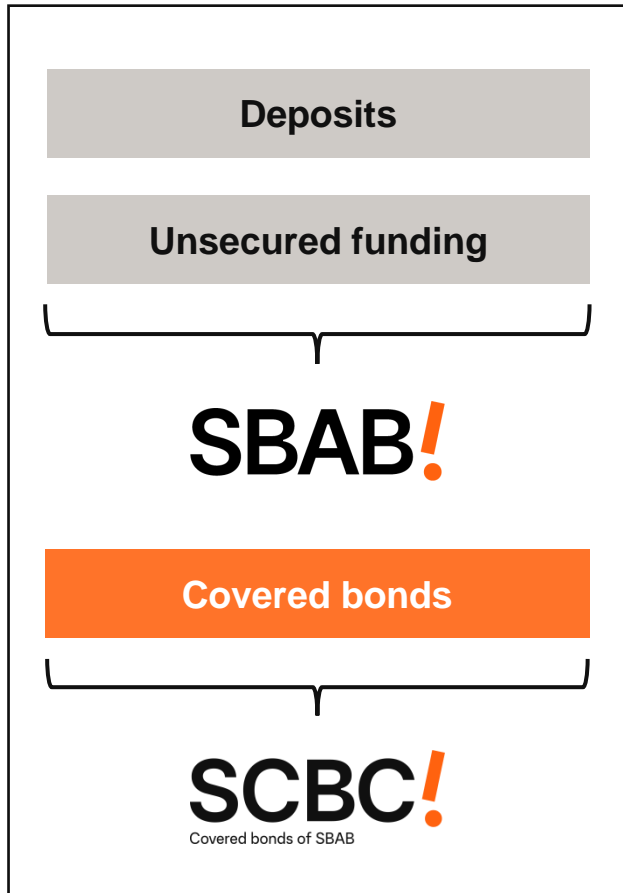 Deposits
Unsecured funding
SBAB!
Covered bonds
SCBC!
Covered bonds of SBAB